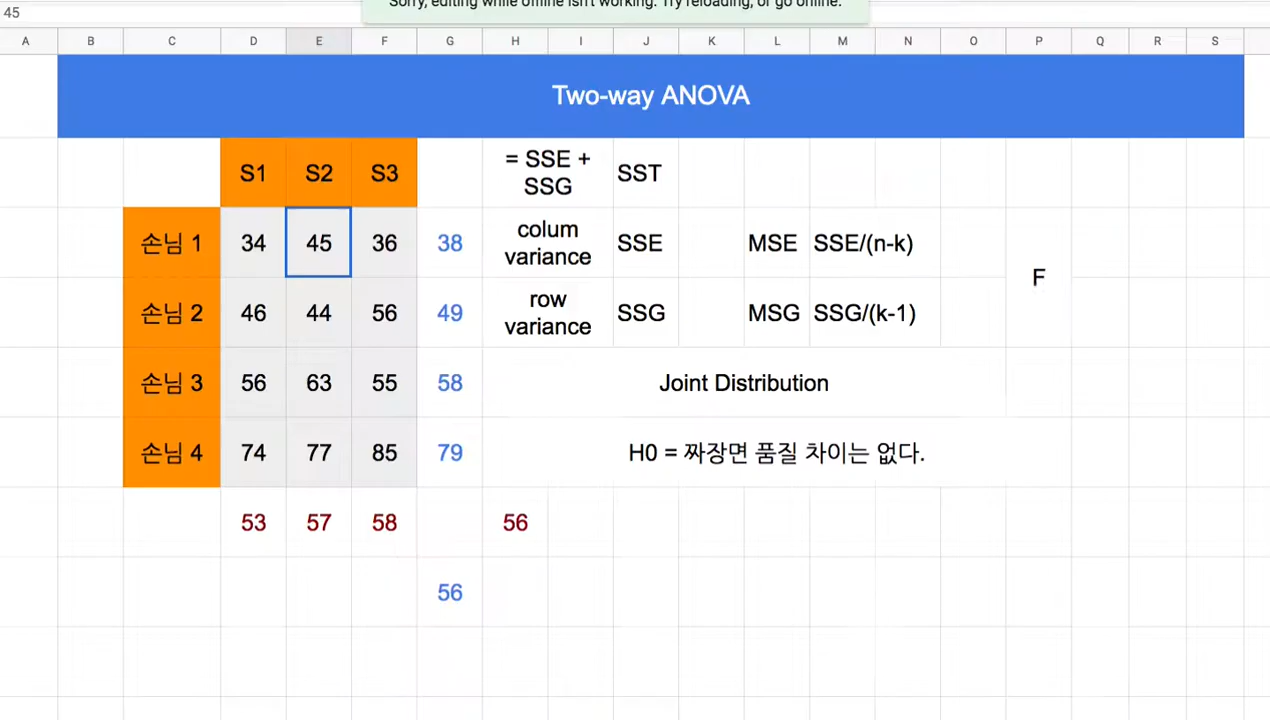 Sorry, editing while offline isn't working. Try reloading, or go online.
45
A B C D E F G H I J K L M N O P Q R S
Two-way ANOVA
S1 S2 S3 = SSE + SST
SSG
손님 1 34 45 36 38 colum variance SSE MSE SSE/(n-k)
F
손님 2 46 44 56 49 row variance SSG MSG SSG/(k-1)
손님 3 56 63 55 58 Joint Distribution
손님 4 74 77 85 79 H0 = 짜장면 품질 차이는 없다.
53 57 58 56
56